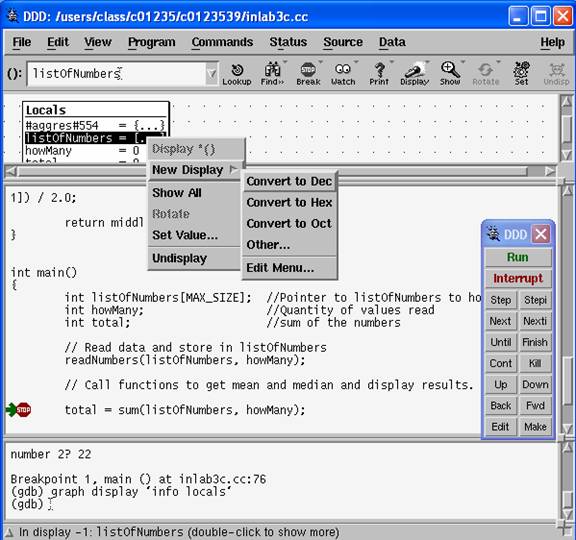 DDD: /users/class/c01235/c0123539/inlab3c.cc
File Edit View Program Commands Status Source Data Help
(): listOfNumbers
Lookup Find» Break Watch Print Display Show Rotate Set Undisp
Locals
#aggres#554 = {...}
listOfNumbers = [...]
howMany = 0
total = 0
Display *()
New Display
Show All
Rotate
Set Value...
Undisplay
Convert to Dec
Convert to Hex
Convert to Oct
Other...
Edit Menu...
1]) / 2.0;
return middl
}
int main()
{
int listOfNumbers[MAX_SIZE]; //Pointer to listOfNumbers to ho
int howMany; //Quantity of values read
int total; //sum of the numbers
// Read data and store in listOfNumbers
readNumbers(listOfNumbers, howMany);
// Call functions to get mean and median and display results.
STOP total = sum(listOfNumbers, howMany);
DDD
Run
Interrupt
Step Stepi
Next Nexti
Until Finish
Cont Kill
Up Down
Back Fwd
Edit Make
number 2? 22
Breakpoint 1, main () at inlab3c.cc:76
(gdb) graph display `info locals`
(gdb)
In display -1: listOfNumbers (double-click to show more)